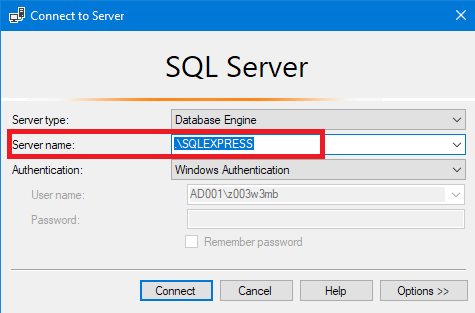 Connect to Server
SQL Server
Server type: Database Engine
Server name: .\SQLEXPRESS
Authentication: Windows Authentication
User name: AD001\z003w3mb
Password:
Remember password
Connect Cancel Help Options >>